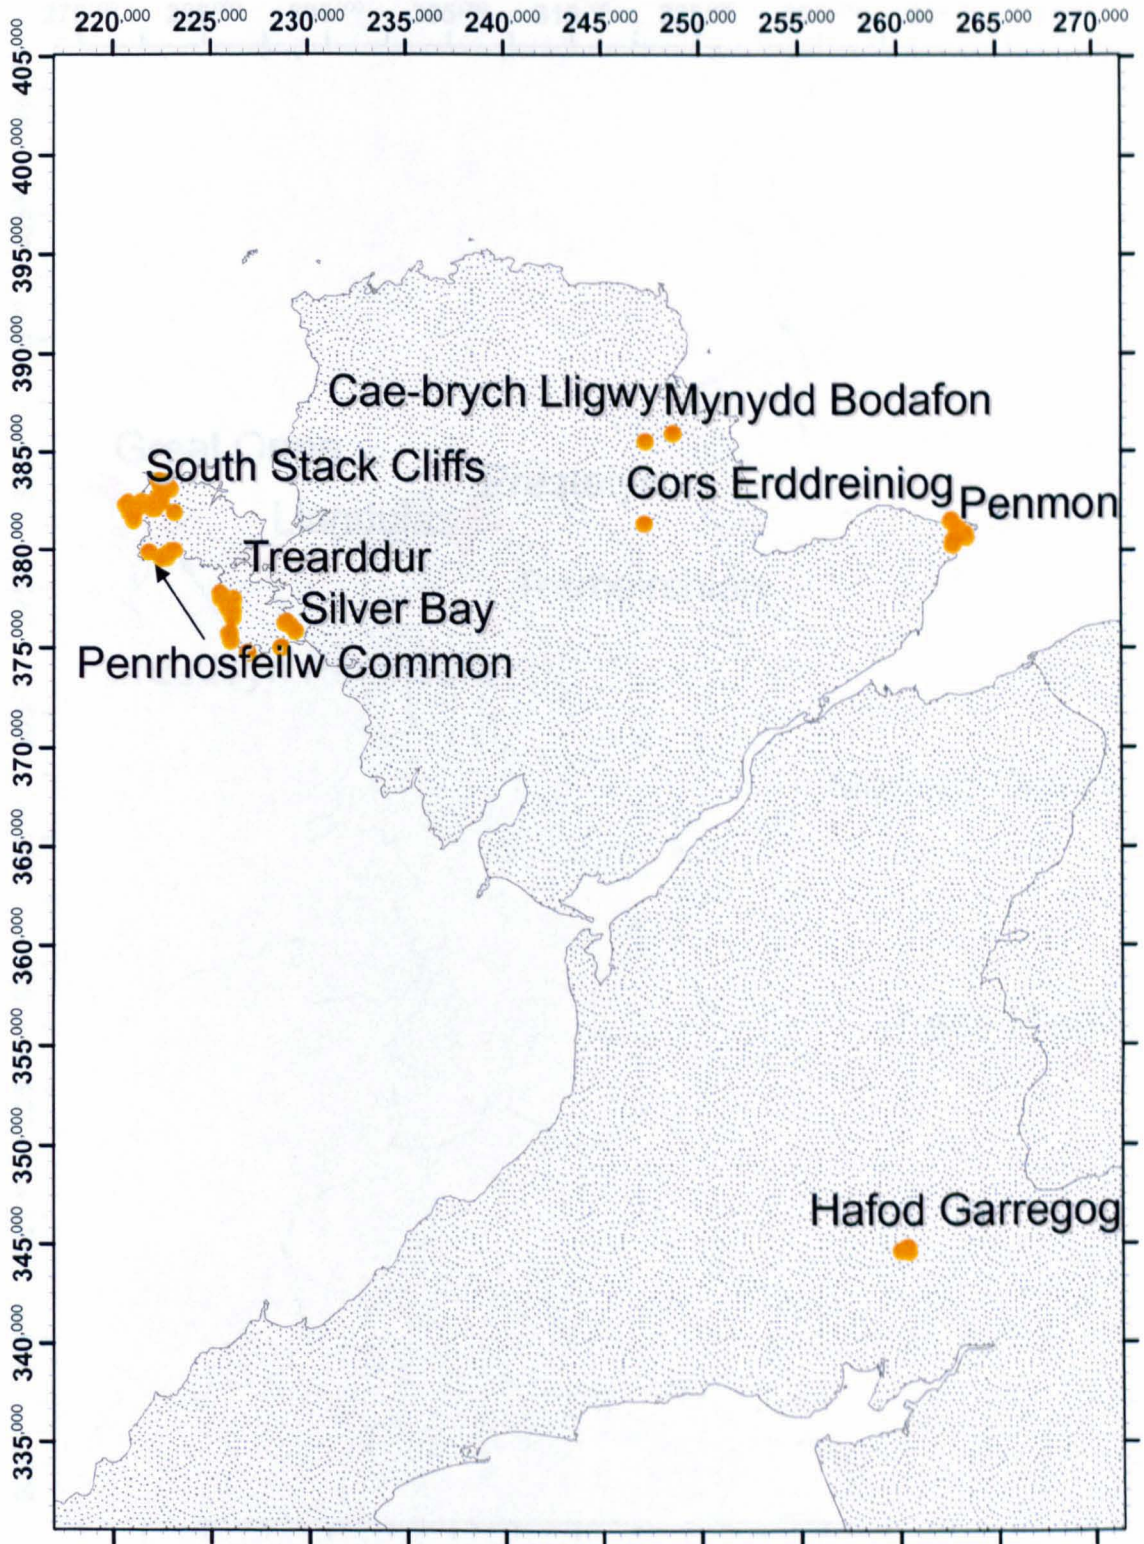 220,000 225,000 230,000 235,000 240,000 245,000 250,000 255,000 260,000 265,000 270,000
405,000
400,000
395,000
390,000
385,000
380,000
375,000
370,000
365,000
360,000
355,000
350,000
345,000
340,000
335,000
Cae-brych Lligwy Mynydd Bodafon
South Stack Cliffs
Cors Erddreiniog Penmon
Trearddur
Silver Bay
Penrhosfeilw Common
Hafod Garregog